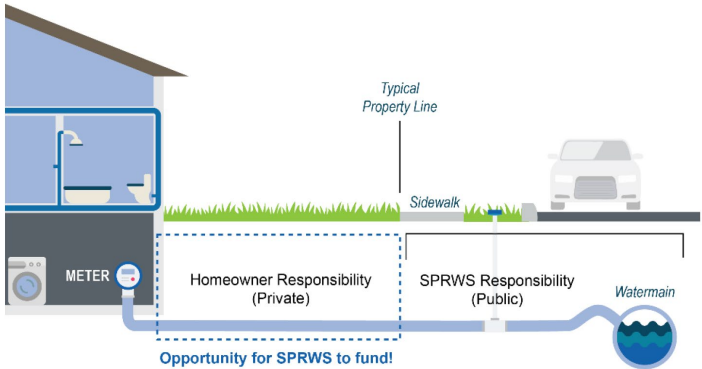 Typical
Property Line
Sidewalk
METER
Homeowner Responsibility
(Private)
SPRWS Responsibility
(Public)
Watermain
Opportunity for SPRWS to fund!